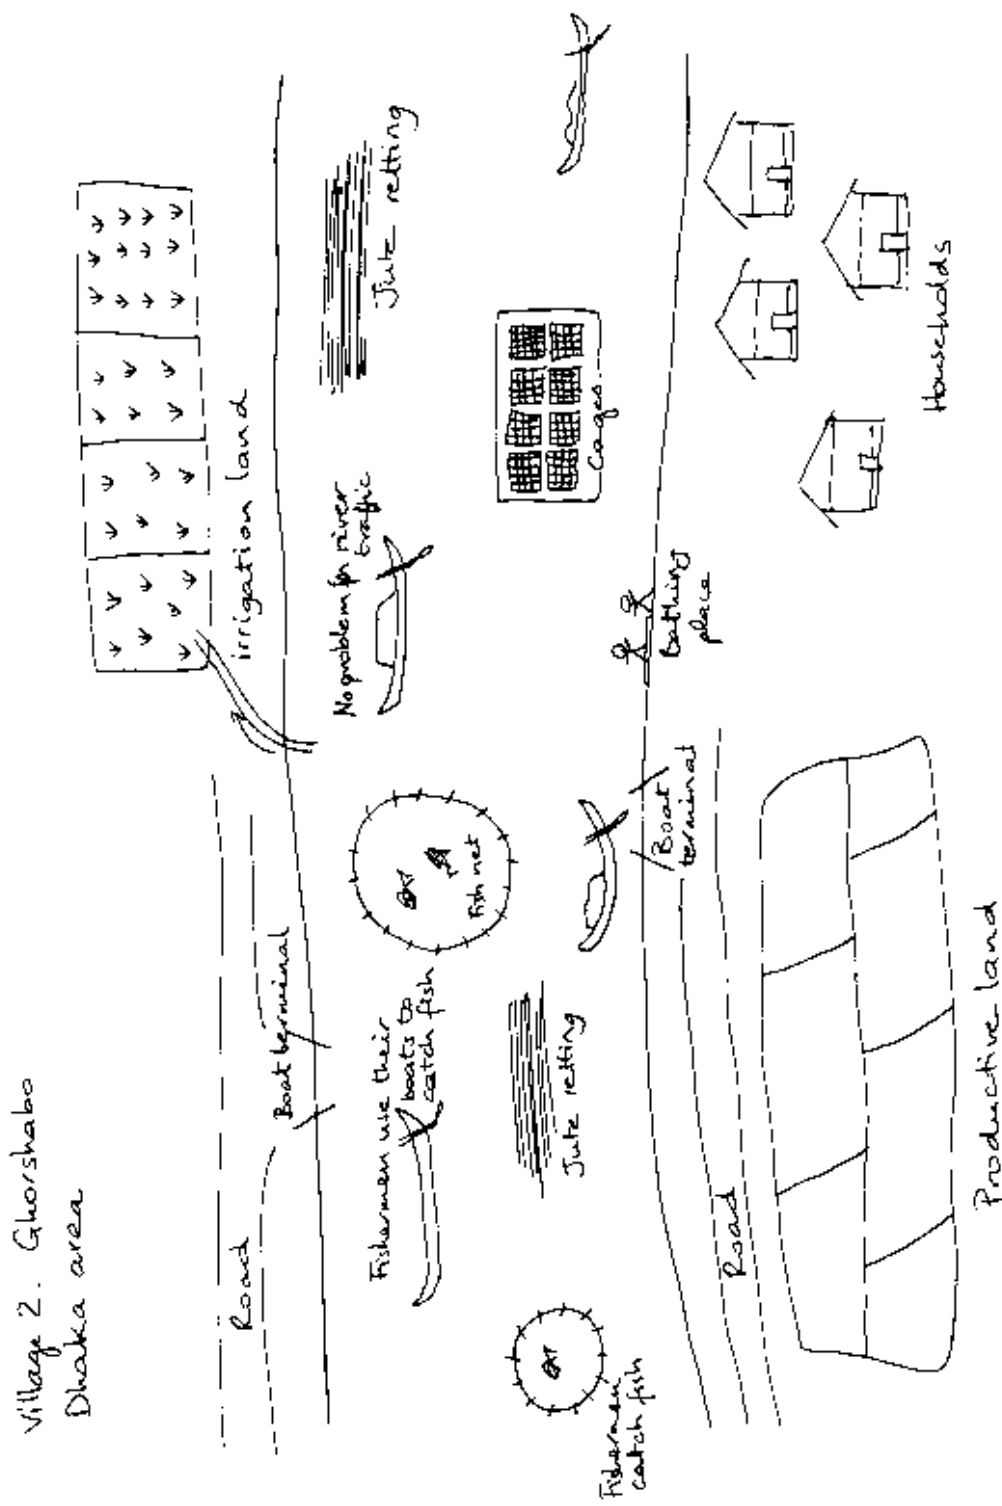 Village 2. Ghorshabo
Dhaka area
Road
Boat terminal
irrigation land
Fishermen use their
boats to
catch fish
Fish net
No problem for river
traffic
Jute retting
Fishermen
catch fish
Jute retting
Cages
Road
Boat
terminal
Bathing
place
Households
Productive land